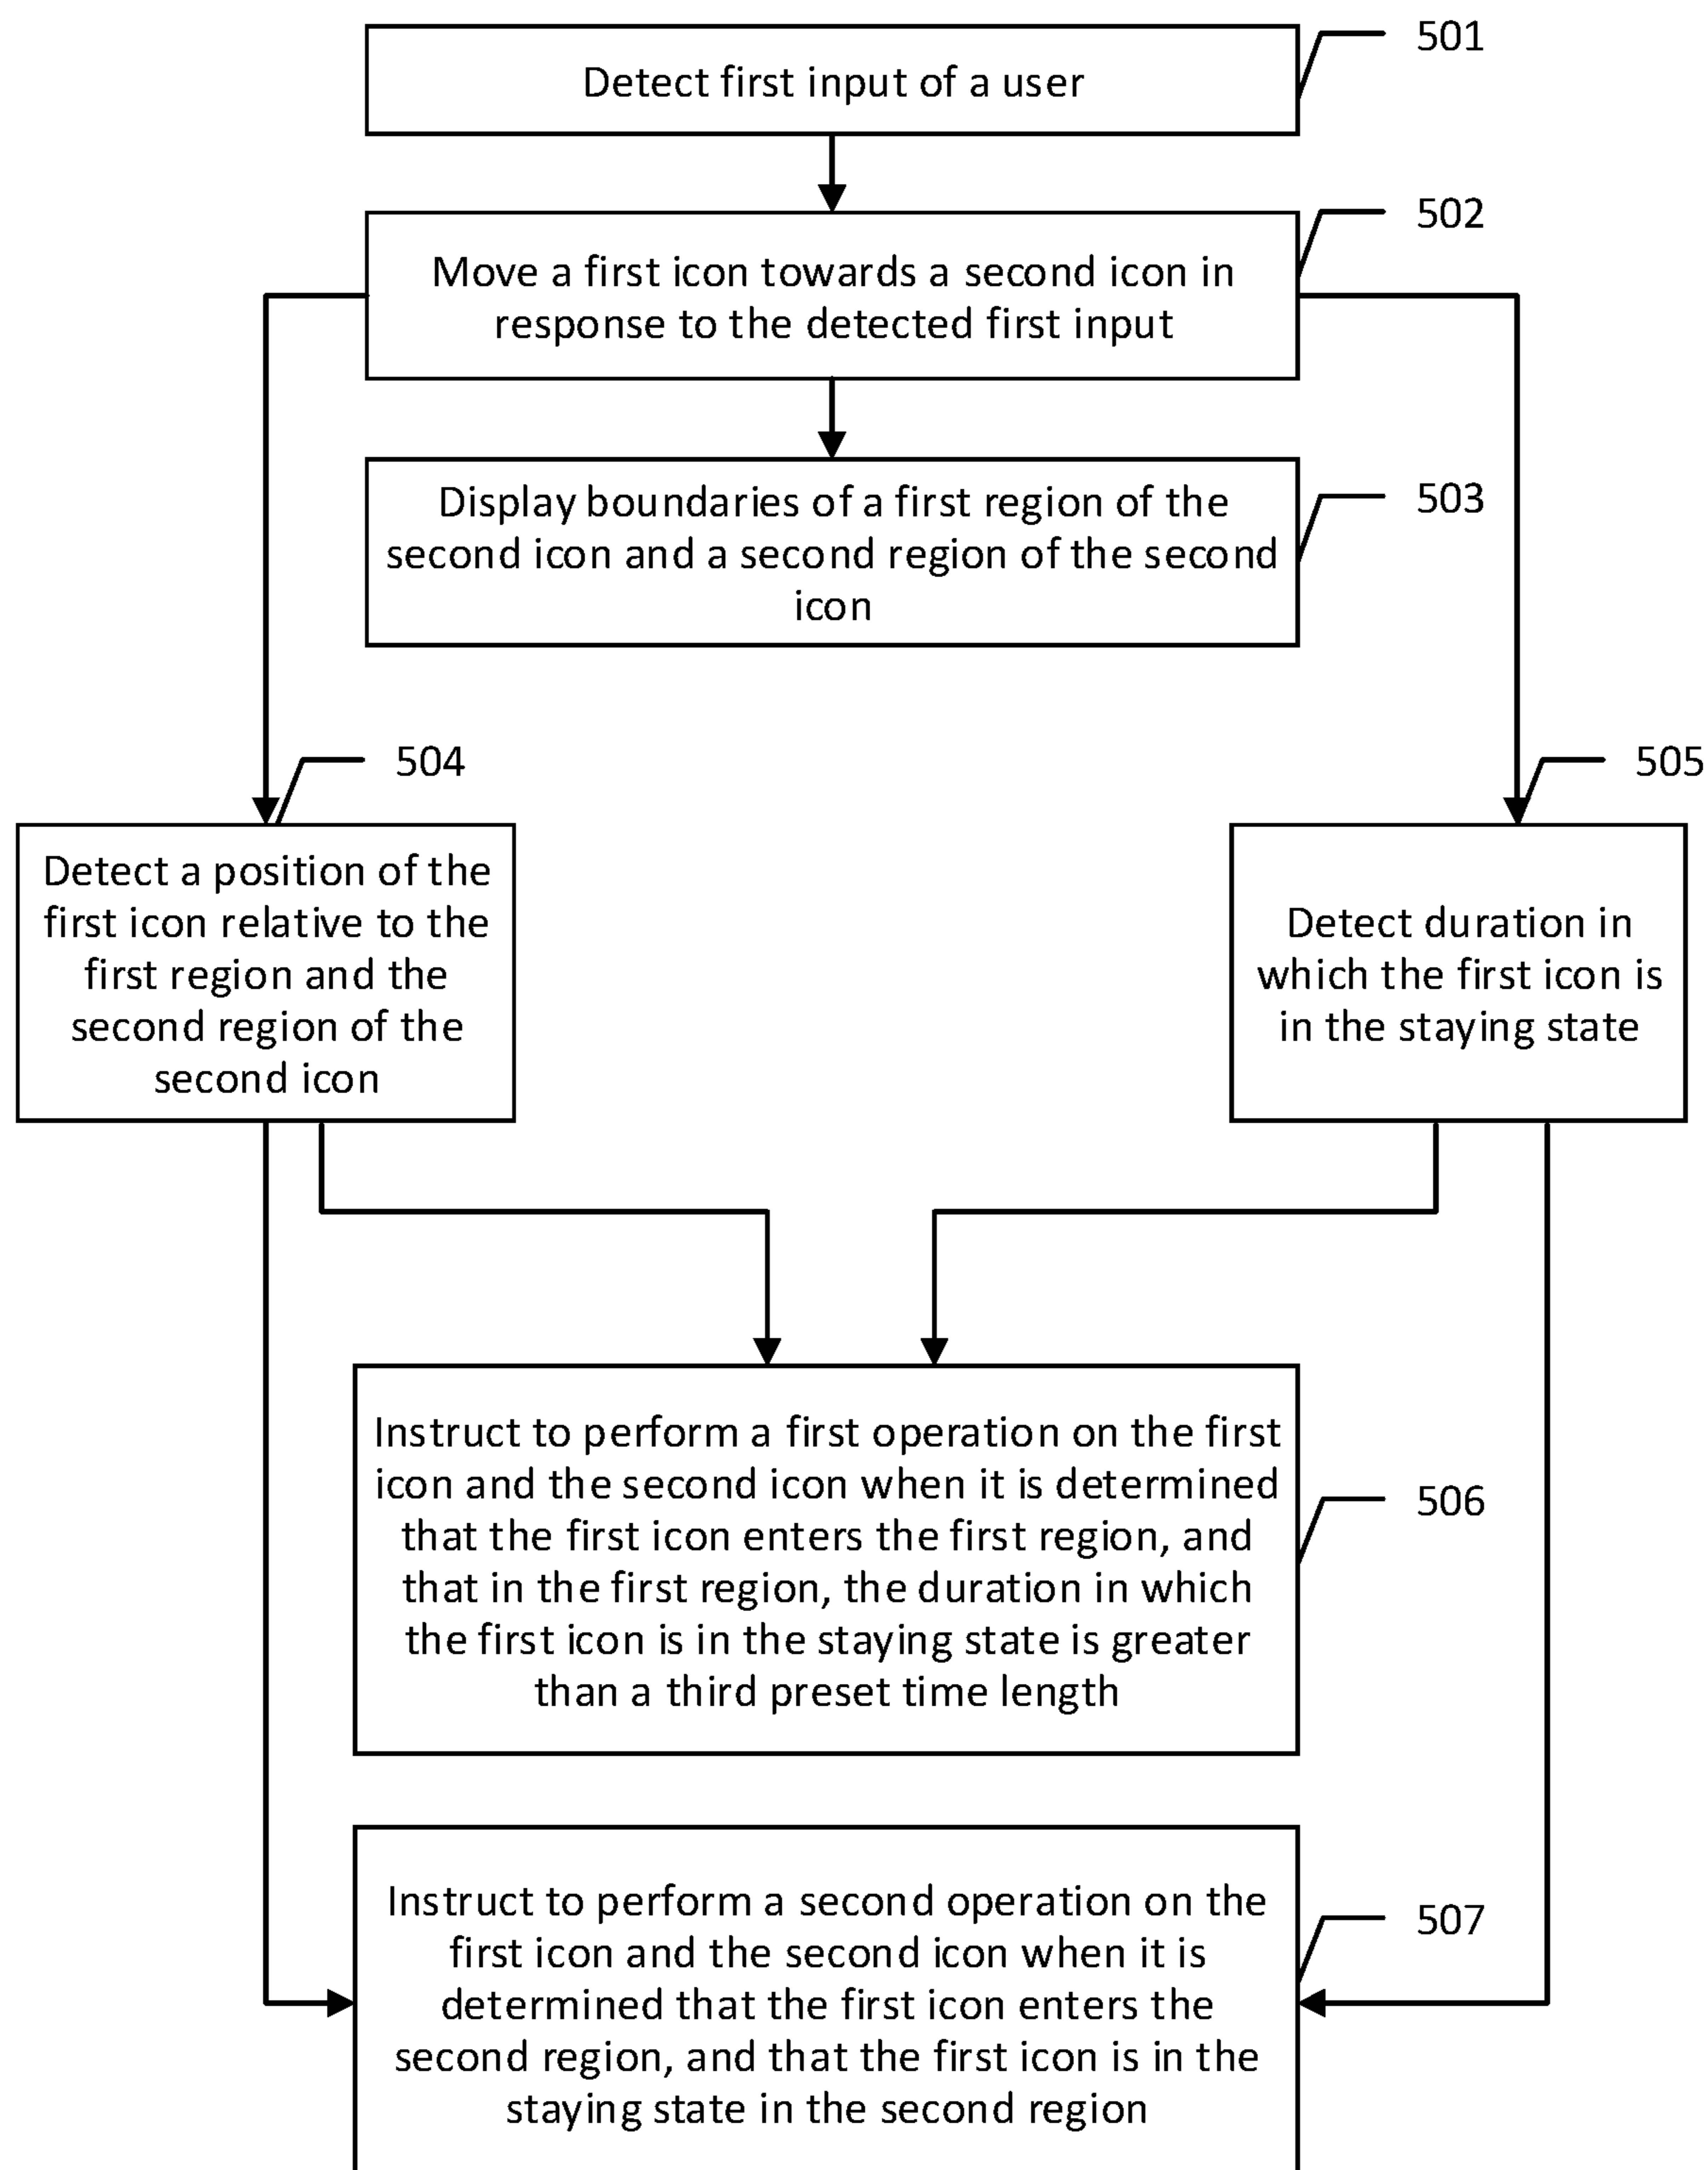 501
Detect first input of a user
502
Move a first icon towards a second icon in
response to the detected first input
503
Display boundaries of a first region of the
second icon and a second region of the second
icon
504
Detect a position of the
first icon relative to the
first region and the
second region of the
second icon
505
Detect duration in
which the first icon is
in the staying state
Instruct to perform a first operation on the first
icon and the second icon when it is determined
that the first icon enters the first region, and
that in the first region, the duration in which
the first icon is in the staying state is greater
than a third preset time length
506
Instruct to perform a second operation on the
first icon and the second icon when it is
determined that the first icon enters the
second region, and that the first icon is in the
staying state in the second region
507